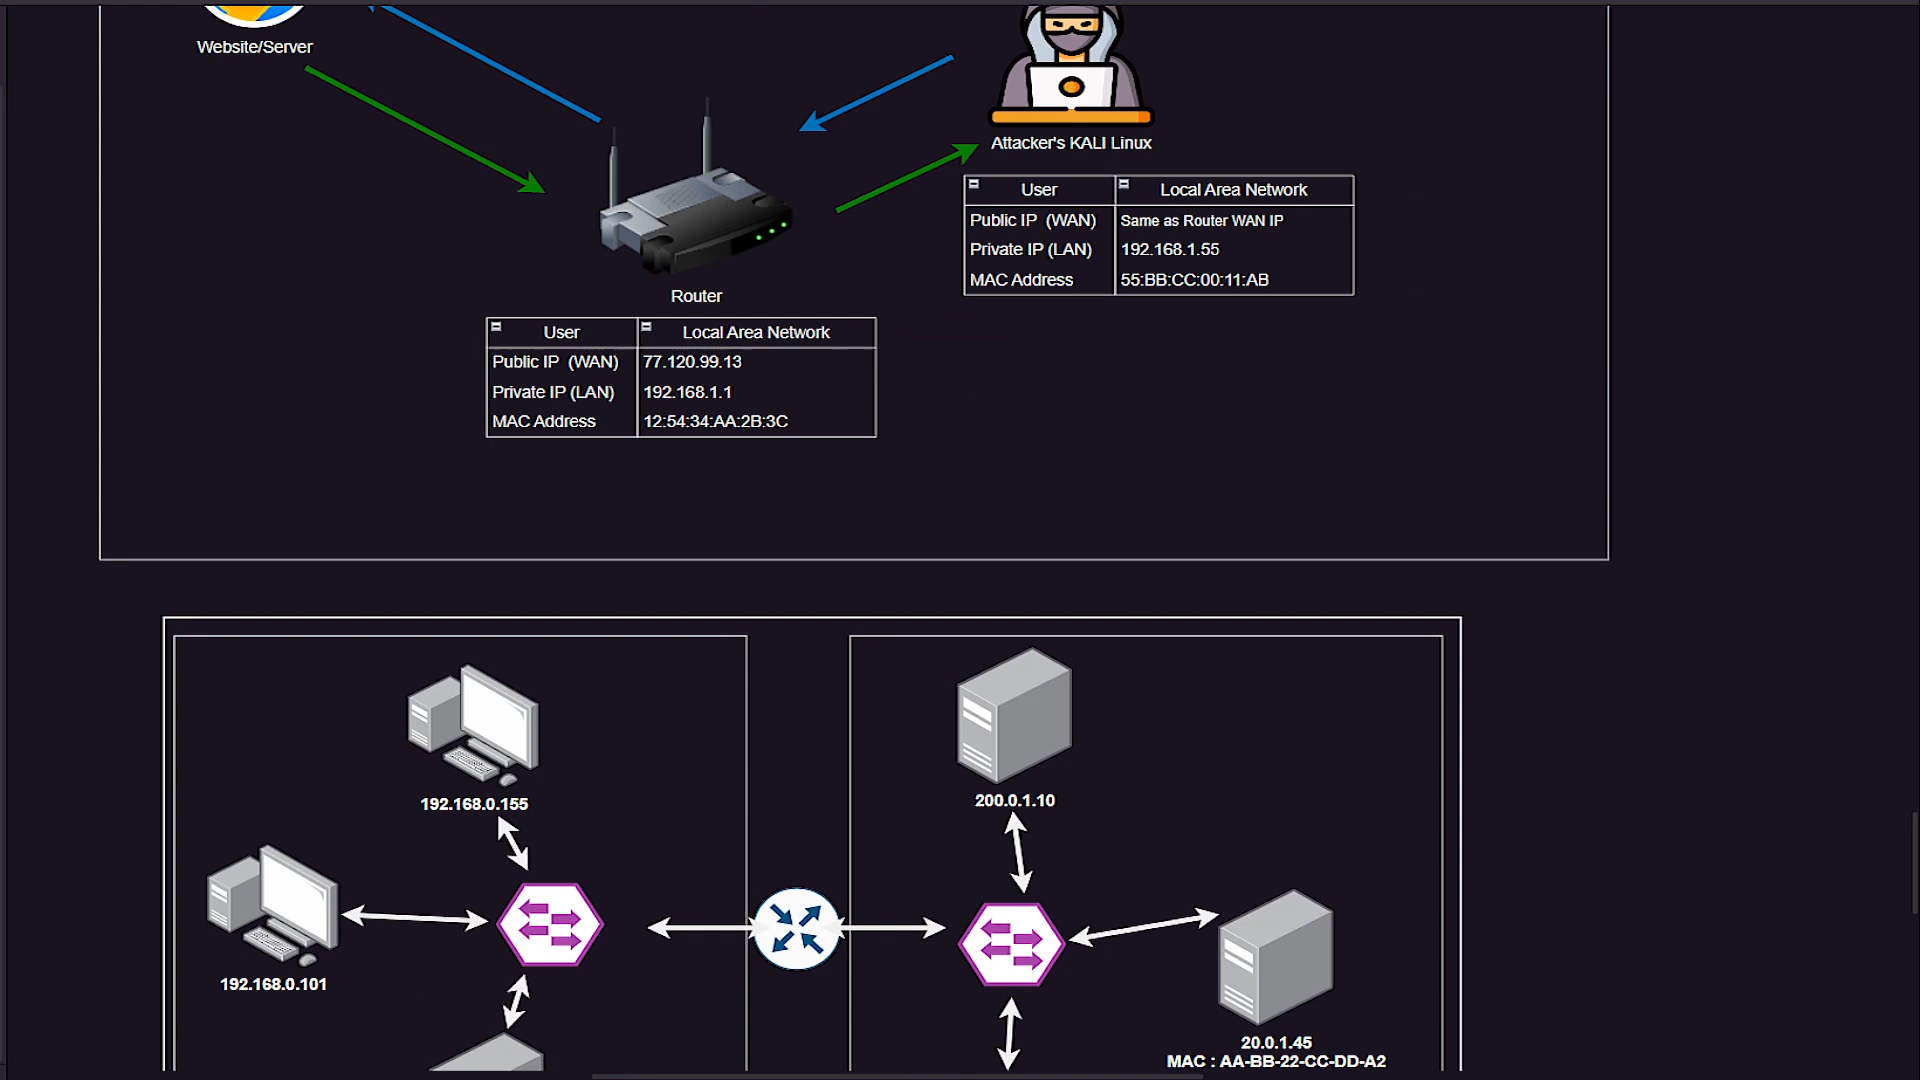 Website/Server
Attacker's KALI Linux
User Local Area Network
Public IP (WAN) Same as Router WAN IP
Private IP (LAN) 192.168.1.55
MAC Address 55:BB:CC:00:11:AB
Router
User Local Area Network
Public IP (WAN) 77.120.99.13
Private IP (LAN) 192.168.1.1
MAC Address 12:54:34:AA:2B:3C
192.168.0.155
200.0.1.10
192.168.0.101
20.0.1.45
MAC : AA-BB-22-CC-DD-A2